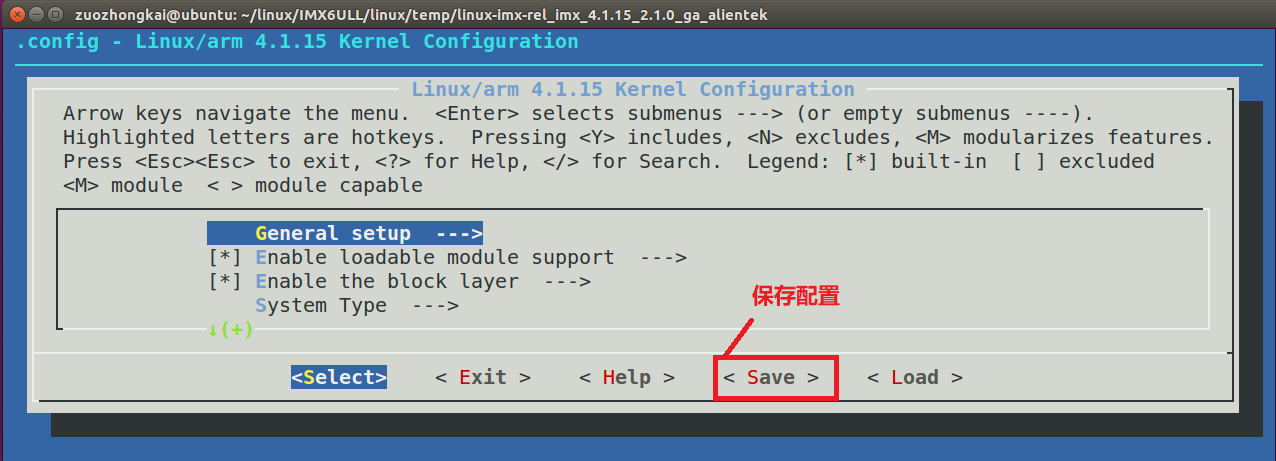 zuozhongkai@ubuntu: ~/linux/IMX6ULL/linux/temp/linux-imx-rel_imx_4.1.15_2.1.0_ga_alientek
.config - Linux/arm 4.1.15 Kernel Configuration
Linux/arm 4.1.15 Kernel Configuration
Arrow keys navigate the menu.  <Enter> selects submenus ---> (or empty submenus ----).
Highlighted letters are hotkeys.  Pressing <Y> includes, <N> excludes, <M> modularizes features.
Press <Esc><Esc> to exit, <?> for Help, </> for Search.  Legend: [*] built-in  [ ] excluded
<M> module  < > module capable
General setup  --->
[*] Enable loadable module support  --->
[*] Enable the block layer  --->
System Type  --->
保存配置
↓(+)
<Select>    < Exit >    < Help >    < Save >    < Load >